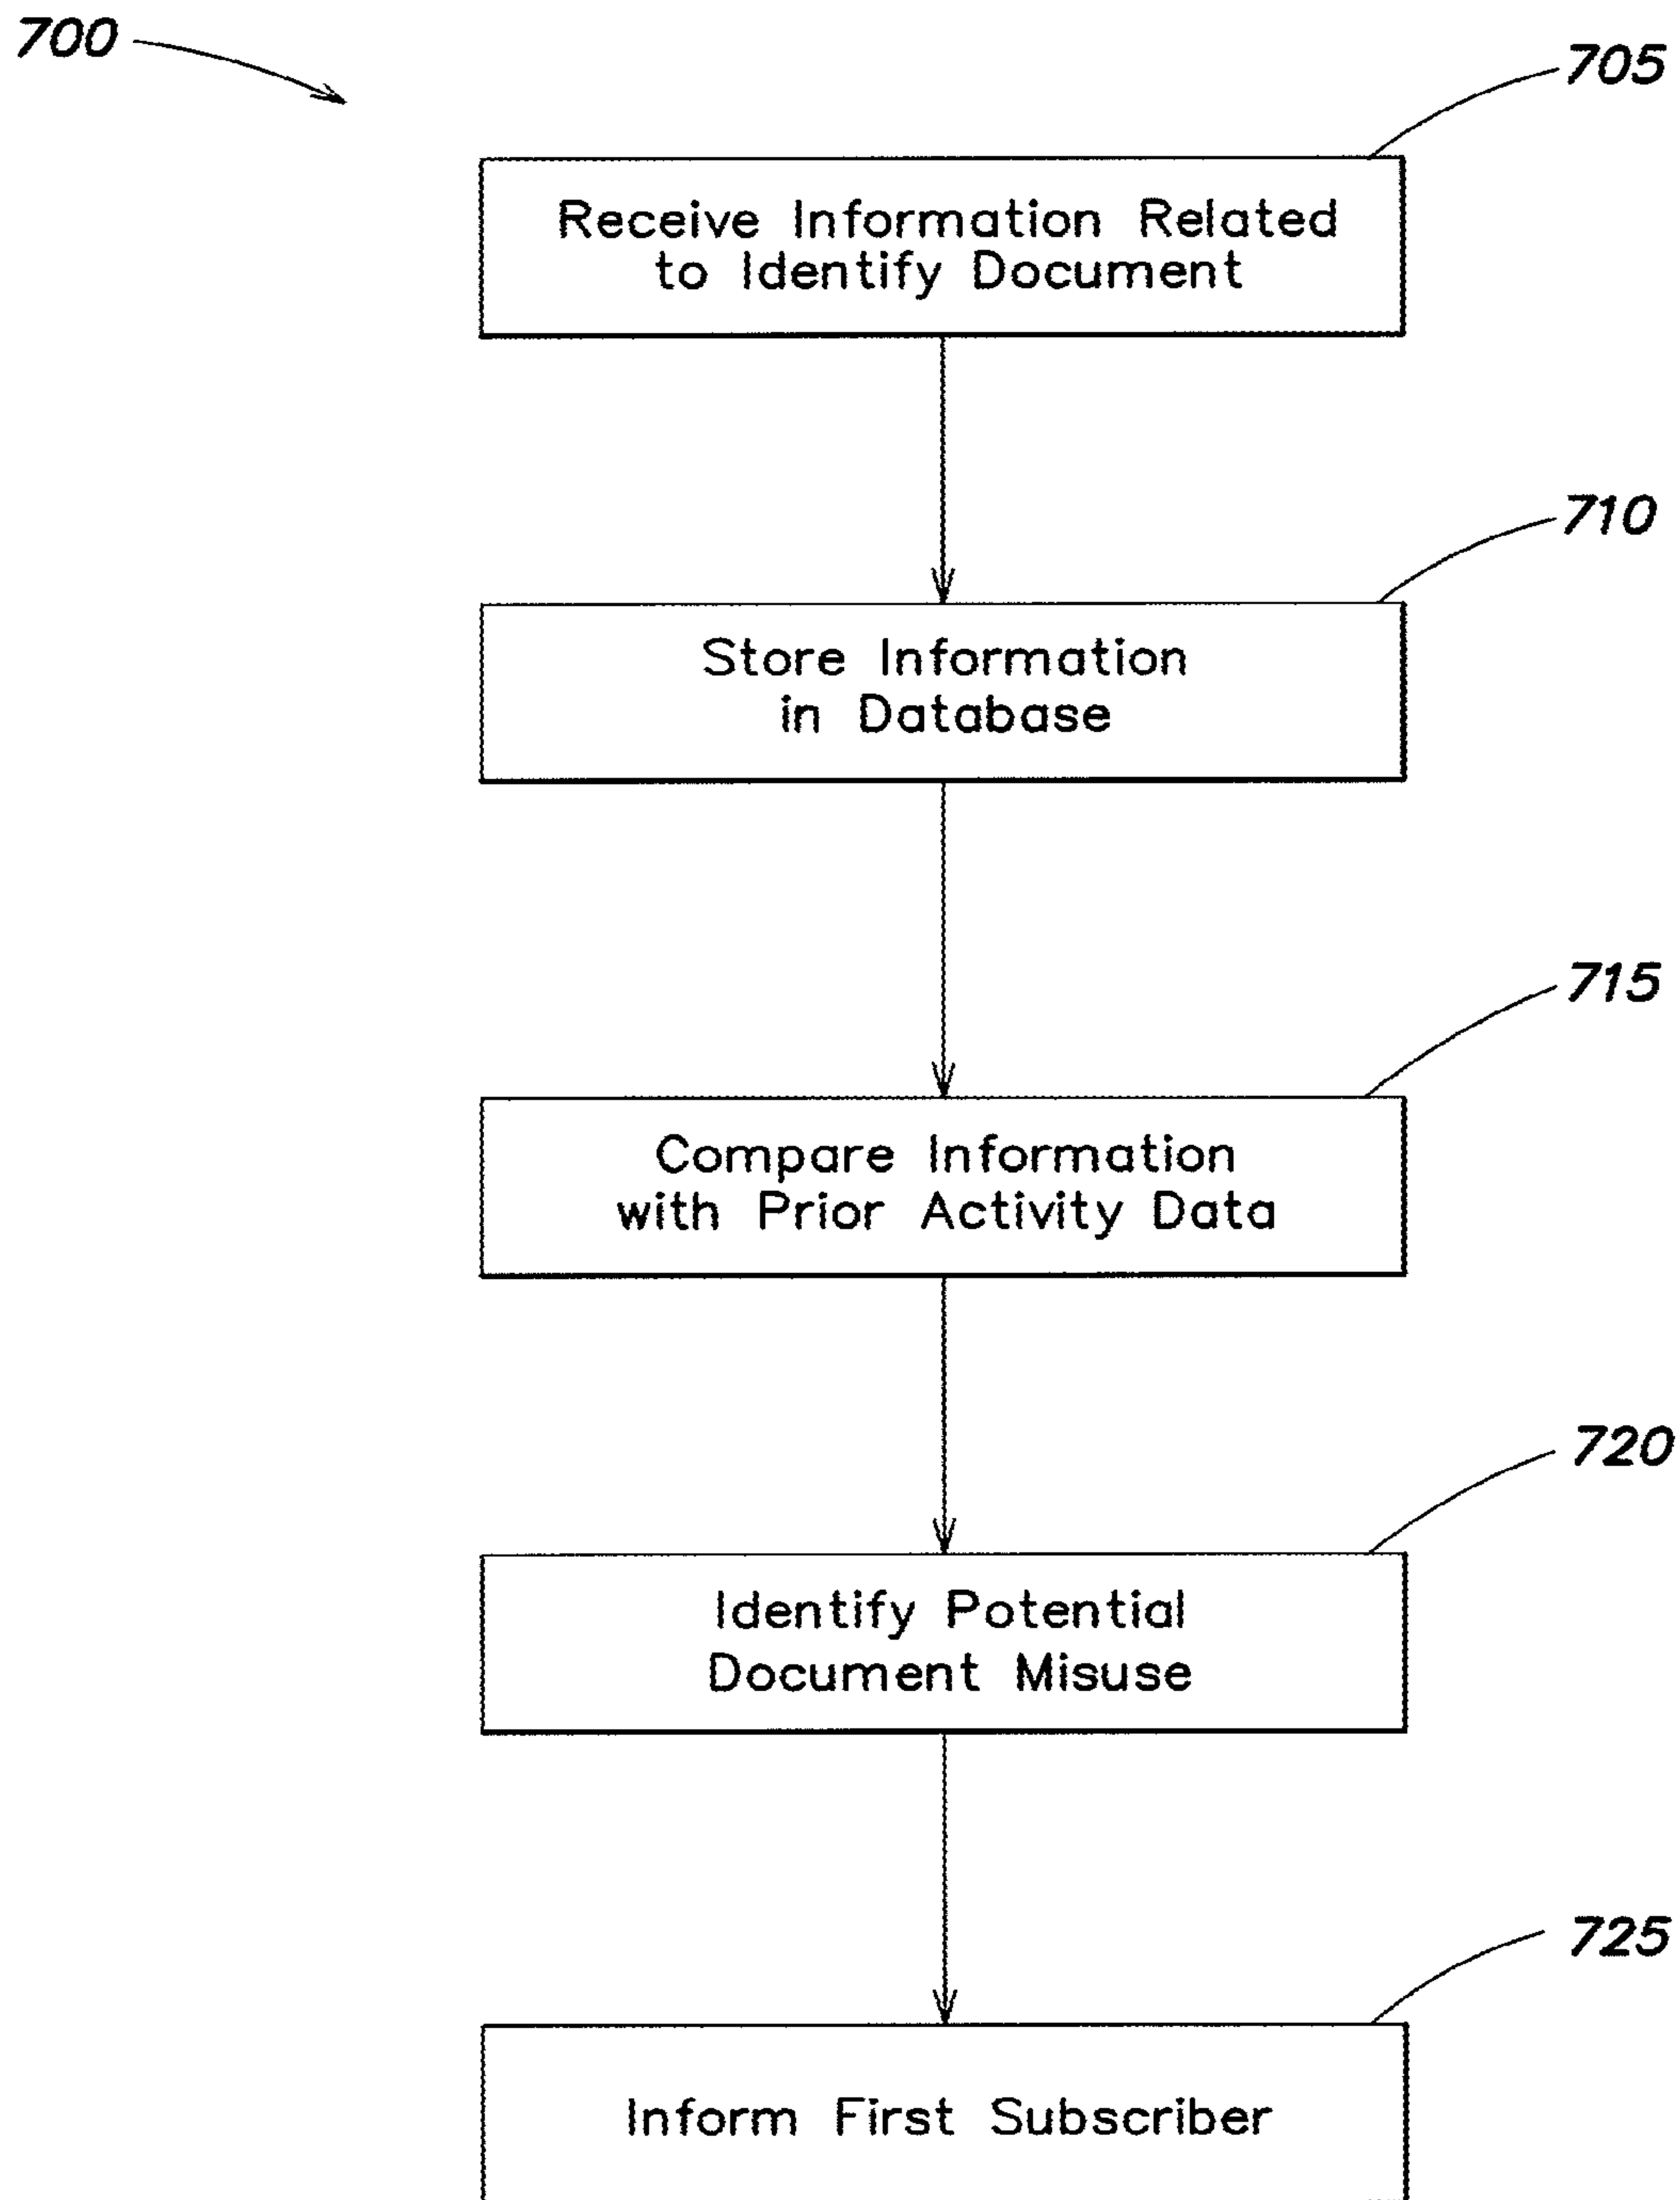 700
705
Receive Information Related
to Identify Document
710
Store Information
in Database
715
Compare Information
with Prior Activity Data
720
Identify Potential
Document Misuse
725
Inform First Subscriber